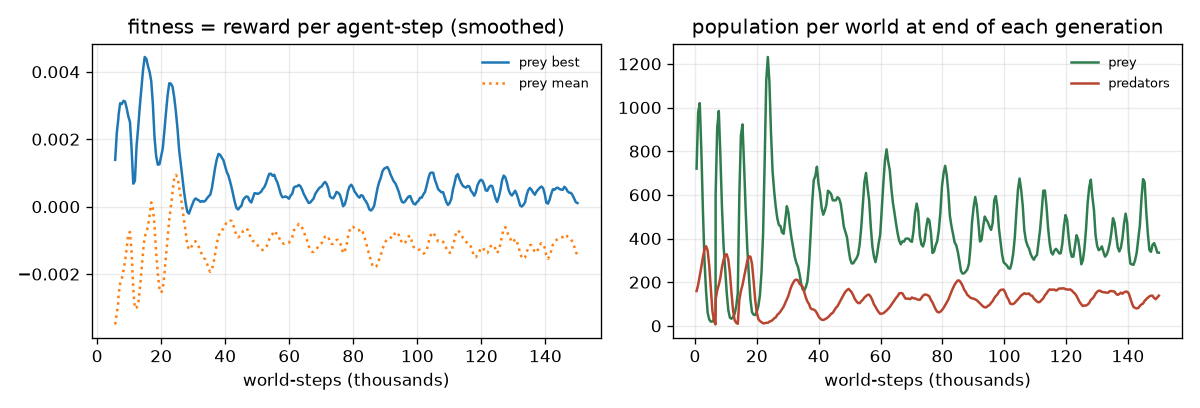 fitness = reward per agent-step (smoothed)
0.004
0.002
0.000
−0.002
prey best
prey mean
0 20 40 60 80 100 120 140
world-steps (thousands)
population per world at end of each generation
1200
1000
800
600
400
200
0
prey
predators
0 20 40 60 80 100 120 140
world-steps (thousands)